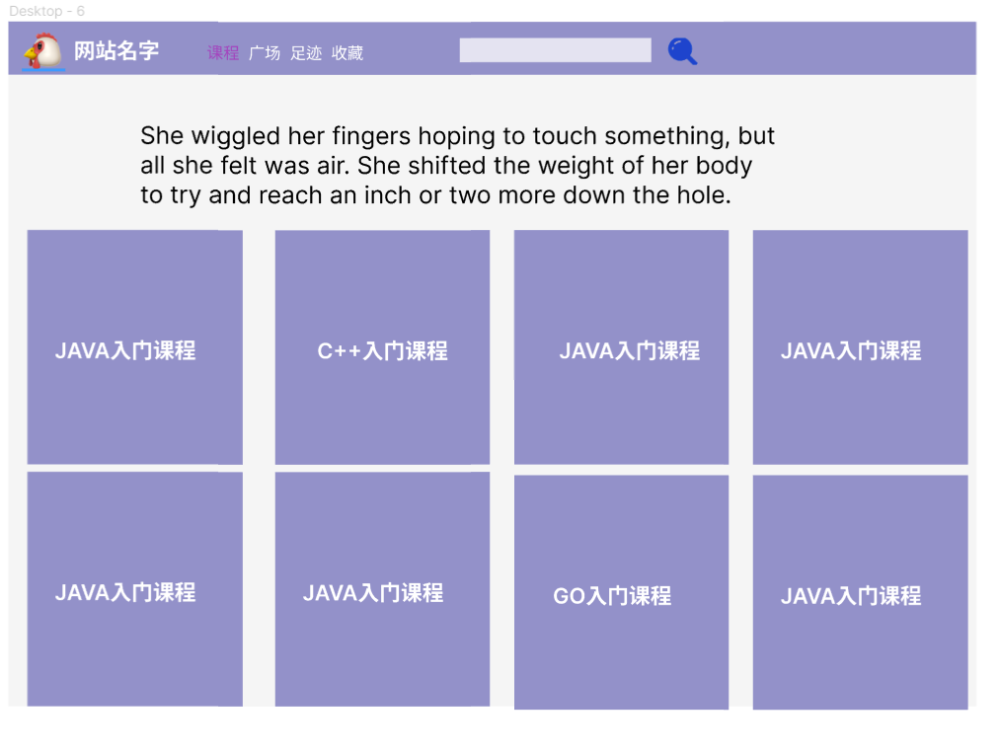 Desktop - 6
网站名字
课程 广场 足迹 收藏
She wiggled her fingers hoping to touch something, but
all she felt was air. She shifted the weight of her body
to try and reach an inch or two more down the hole.
JAVA入门课程
C++入门课程
JAVA入门课程
JAVA入门课程
JAVA入门课程
JAVA入门课程
GO入门课程
JAVA入门课程